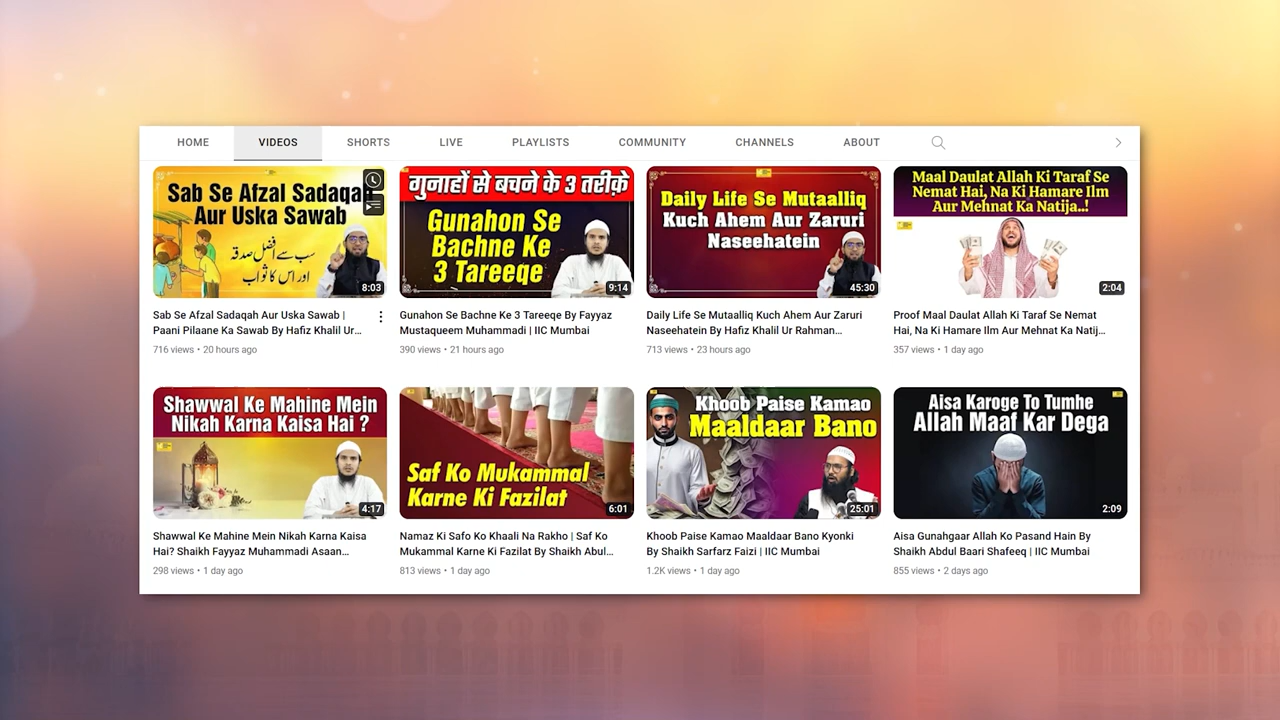 HOME VIDEOS SHORTS LIVE PLAYLISTS COMMUNITY CHANNELS ABOUT
Sab Se Afzal Sadaqah
Aur Uska Sawab
سب سے افضل صدقہ
اور اس کا ثواب
8:03
Sab Se Afzal Sadaqah Aur Uska Sawab |
Paani Pilaane Ka Sawab By Hafiz Khalil Ur...
716 views • 20 hours ago
गुनाहों से बचने के 3 तरीक़े
Gunahon Se
Bachne Ke
3 Tareeqe
9:14
Gunahon Se Bachne Ke 3 Tareeqe By Fayyaz
Mustaqueem Muhammadi | IIC Mumbai
390 views • 21 hours ago
Daily Life Se Mutaalliq
Kuch Ahem Aur Zaruri
Naseehatein
45:30
Daily Life Se Mutaalliq Kuch Ahem Aur Zaruri
Naseehatein By Hafiz Khalil Ur Rahman...
713 views • 23 hours ago
Maal Daulat Allah Ki Taraf Se
Nemat Hai, Na Ki Hamare Ilm
Aur Mehnat Ka Natija..!
2:04
Proof Maal Daulat Allah Ki Taraf Se Nemat
Hai, Na Ki Hamare Ilm Aur Mehnat Ka Natij...
357 views • 1 day ago
Shawwal Ke Mahine Mein
Nikah Karna Kaisa Hai ?
4:17
Shawwal Ke Mahine Mein Nikah Karna Kaisa
Hai? Shaikh Fayyaz Muhammadi Asaan...
298 views • 1 day ago
Saf Ko Mukammal
Karne Ki Fazilat
6:01
Namaz Ki Safo Ko Khaali Na Rakho | Saf Ko
Mukammal Karne Ki Fazilat By Shaikh Abul...
813 views • 1 day ago
Khoob Paise Kamao
Maaldaar Bano
25:01
Khoob Paise Kamao Maaldaar Bano Kyonki
By Shaikh Sarfarz Faizi | IIC Mumbai
1.2K views • 1 day ago
Aisa Karoge To Tumhe
Allah Maaf Kar Dega
2:09
Aisa Gunahgaar Allah Ko Pasand Hain By
Shaikh Abdul Baari Shafeeq | IIC Mumbai
855 views • 2 days ago